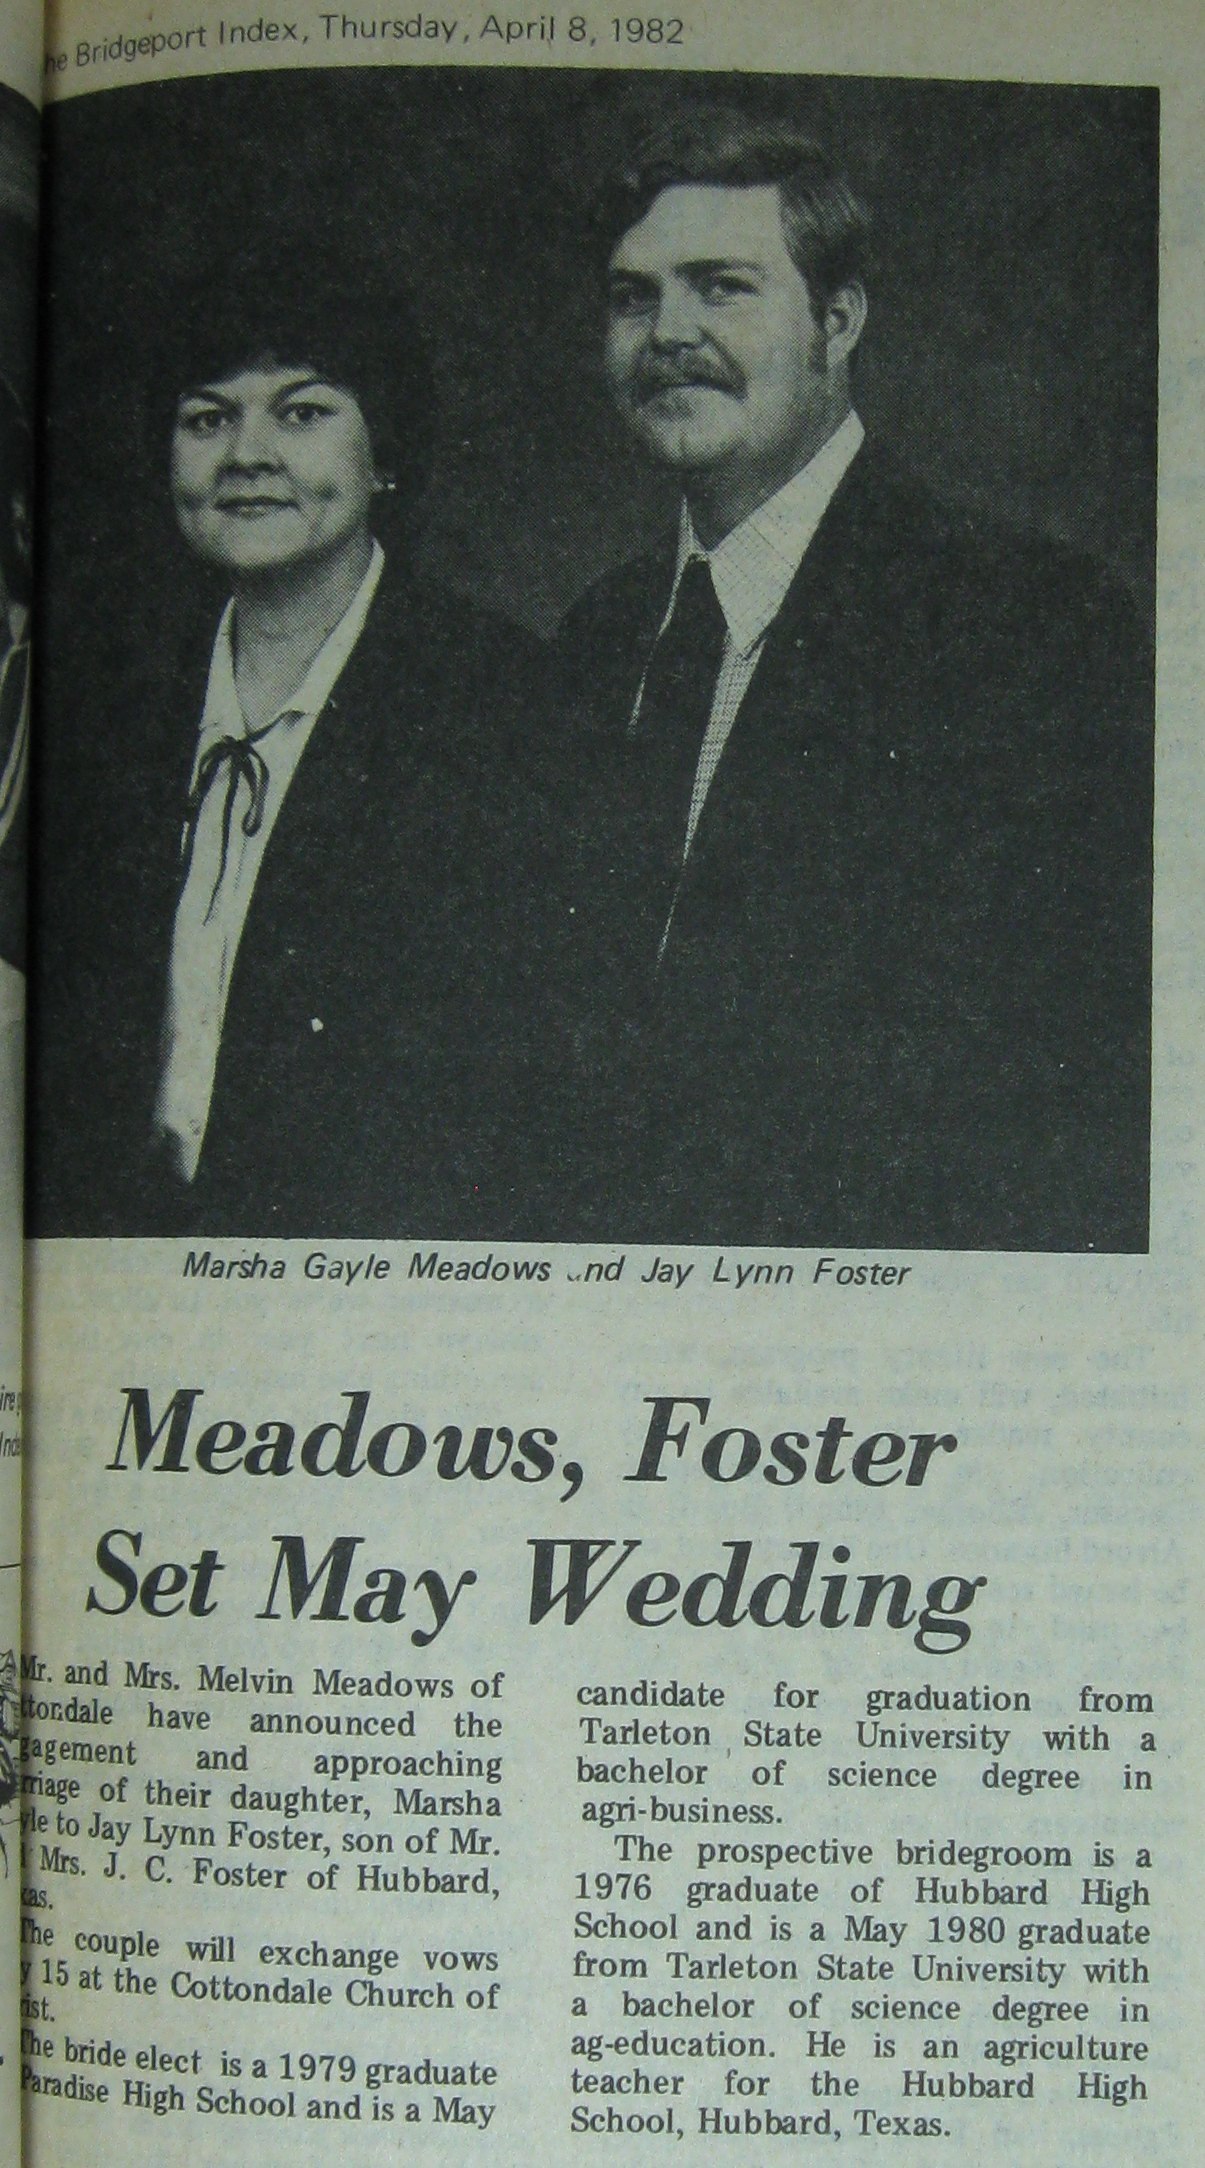 he Bridgeport Index, Thursday, April 8, 1982
Marsha Gayle Meadows nd Jay Lynn Foster
Meadows, Foster
Set May Wedding
Mr. and Mrs. Melvin Meadows of
ttondale have announced the
gagement and approaching
rriage of their daughter, Marsha
yle to Jay Lynn Foster, son of Mr.
Mrs. J. C. Foster of Hubbard,
xas.
The couple will exchange vows
y 15 at the Cottondale Church of
ist.
The bride elect is a 1979 graduate
Paradise High School and is a May
candidate for graduation from
Tarleton State University with a
bachelor of science degree in
agri-business.
The prospective bridegroom is a
1976 graduate of Hubbard High
School and is a May 1980 graduate
from Tarleton State University with
a bachelor of science degree in
ag-education. He is an agriculture
teacher for the Hubbard High
School, Hubbard, Texas.